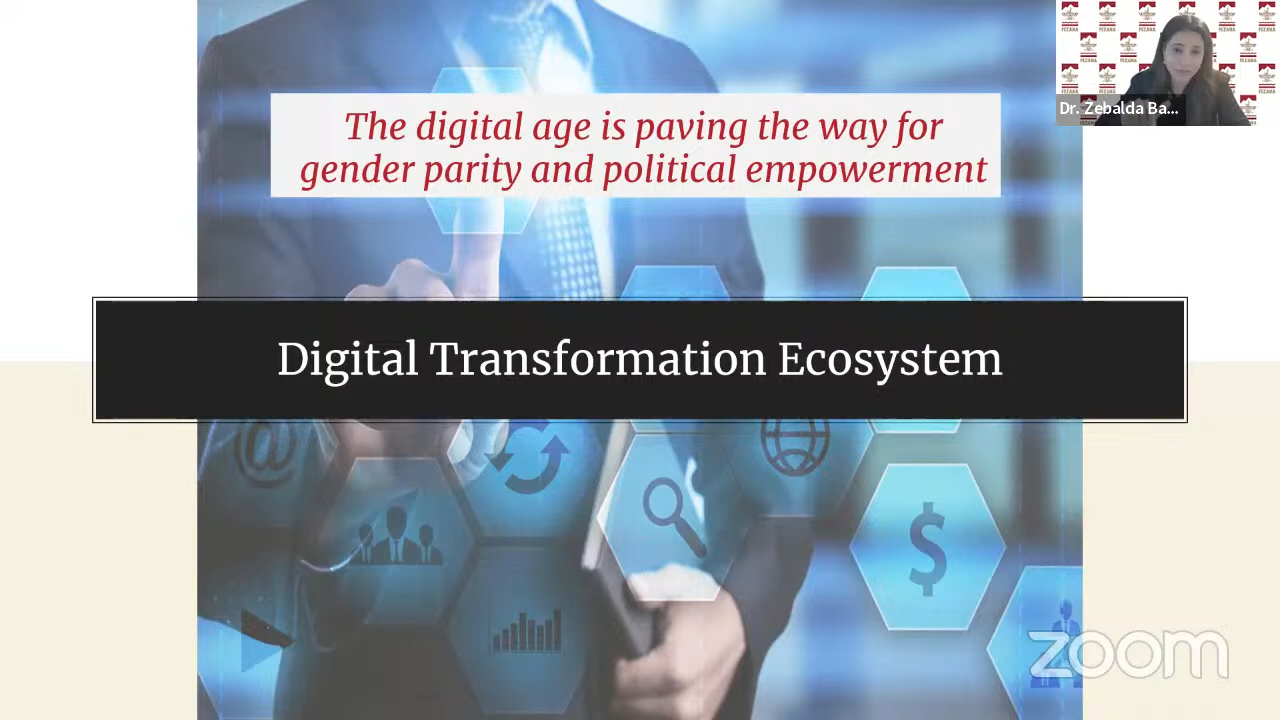 The digital age is paving the way for
gender parity and political empowerment
Dr. Zebalda Ba...
Digital Transformation Ecosystem
zoom
FEZANA